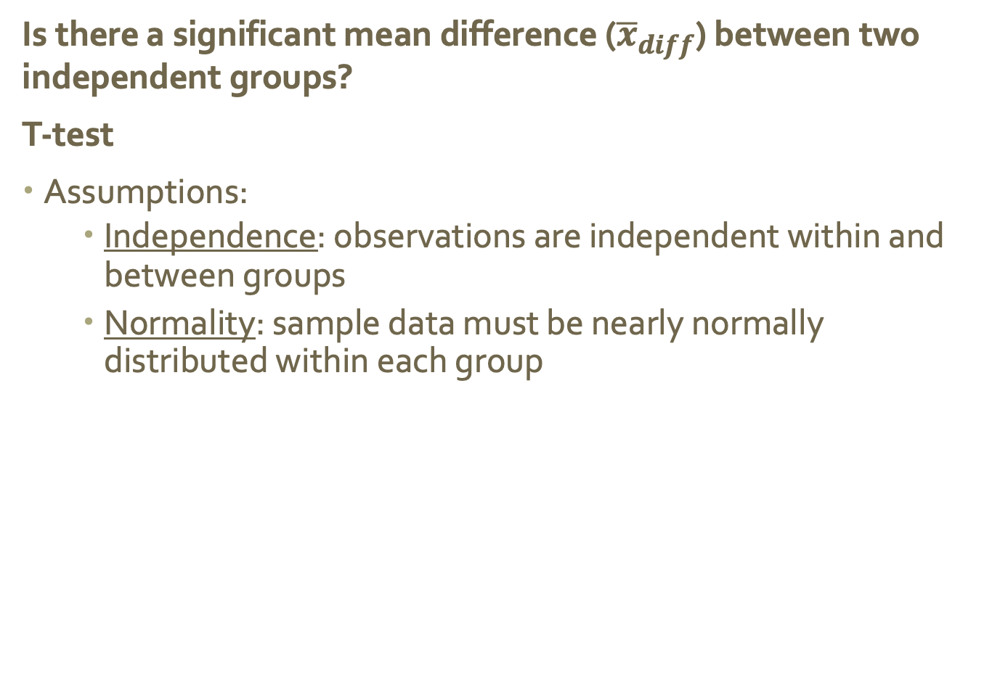 Is there a significant mean difference (x̅diff) between two
independent groups?
T-test
• Assumptions:
• Independence: observations are independent within and
between groups
• Normality: sample data must be nearly normally
distributed within each group